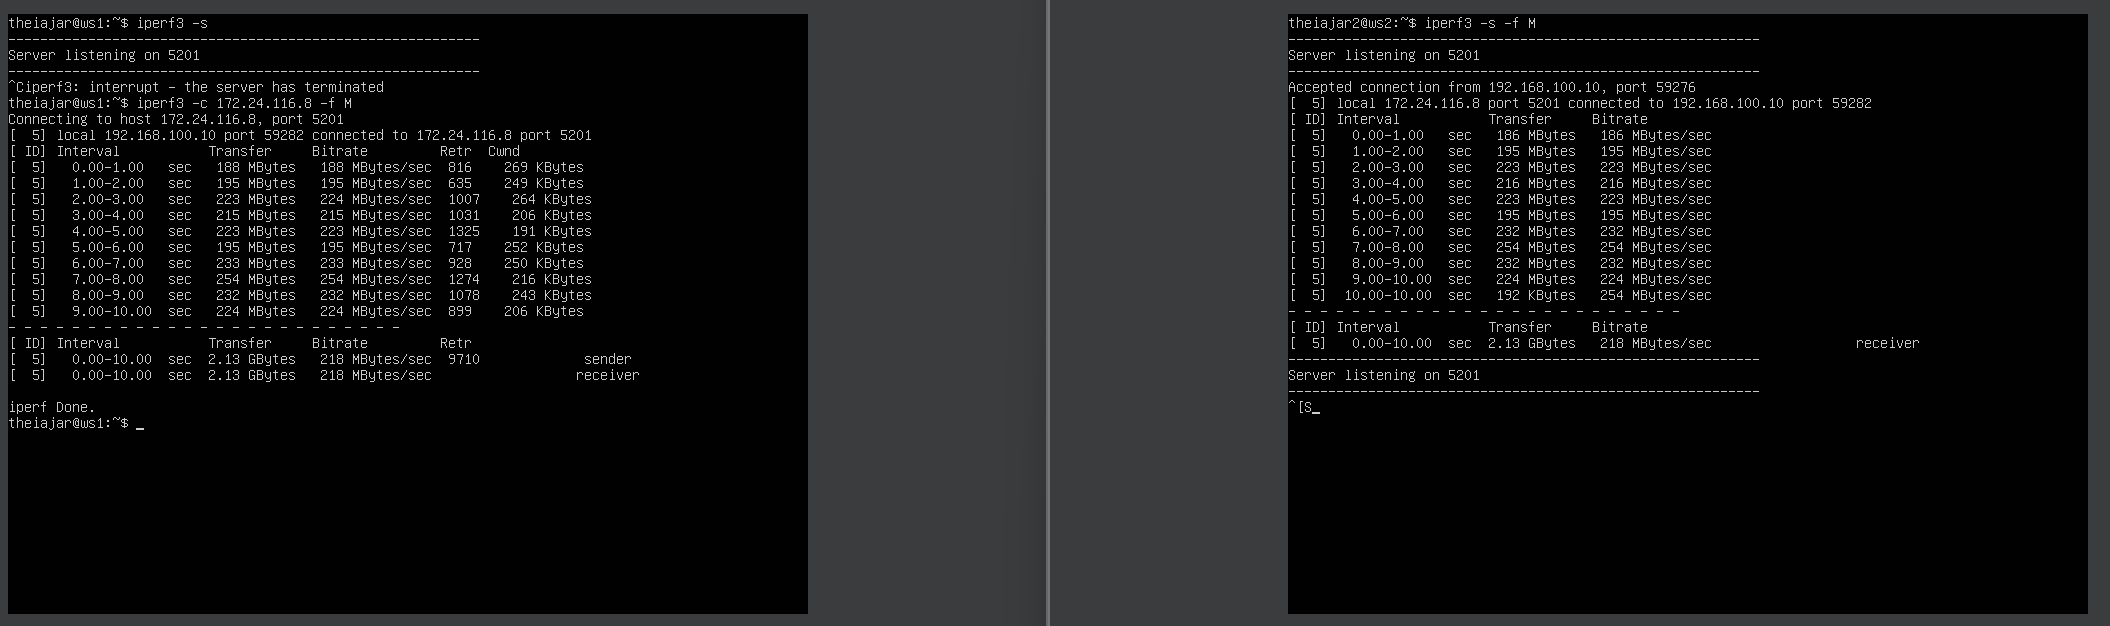 theiajar@ws1:~$ iperf3 -s
-----------------------------------------------------------
Server listening on 5201
-----------------------------------------------------------
^Ciperf3: interrupt - the server has terminated
theiajar@ws1:~$ iperf3 -c 172.24.116.8 -f M
Connecting to host 172.24.116.8, port 5201
[  5] local 192.168.100.10 port 59282 connected to 172.24.116.8 port 5201
[ ID] Interval           Transfer     Bitrate         Retr  Cwnd
[  5]   0.00-1.00   sec   188 MBytes   188 MBytes/sec  816    269 KBytes
[  5]   1.00-2.00   sec   195 MBytes   195 MBytes/sec  635    249 KBytes
[  5]   2.00-3.00   sec   223 MBytes   224 MBytes/sec  1007    264 KBytes
[  5]   3.00-4.00   sec   215 MBytes   215 MBytes/sec  1031    206 KBytes
[  5]   4.00-5.00   sec   223 MBytes   223 MBytes/sec  1325    191 KBytes
[  5]   5.00-6.00   sec   195 MBytes   195 MBytes/sec  717    252 KBytes
[  5]   6.00-7.00   sec   233 MBytes   233 MBytes/sec  928    250 KBytes
[  5]   7.00-8.00   sec   254 MBytes   254 MBytes/sec  1274    216 KBytes
[  5]   8.00-9.00   sec   232 MBytes   232 MBytes/sec  1078    243 KBytes
[  5]   9.00-10.00  sec   224 MBytes   224 MBytes/sec  899    206 KBytes
- - - - - - - - - - - - - - - - - - - - - - - - -
[ ID] Interval           Transfer     Bitrate         Retr
[  5]   0.00-10.00  sec  2.13 GBytes   218 MBytes/sec  9710             sender
[  5]   0.00-10.00  sec  2.13 GBytes   218 MBytes/sec                  receiver
iperf Done.
theiajar@ws1:~$ _
theiajar2@ws2:~$ iperf3 -s -f M
-----------------------------------------------------------
Server listening on 5201
-----------------------------------------------------------
Accepted connection from 192.168.100.10, port 59276
[  5] local 172.24.116.8 port 5201 connected to 192.168.100.10 port 59282
[ ID] Interval           Transfer     Bitrate
[  5]   0.00-1.00   sec   186 MBytes   186 MBytes/sec
[  5]   1.00-2.00   sec   195 MBytes   195 MBytes/sec
[  5]   2.00-3.00   sec   223 MBytes   223 MBytes/sec
[  5]   3.00-4.00   sec   216 MBytes   216 MBytes/sec
[  5]   4.00-5.00   sec   223 MBytes   223 MBytes/sec
[  5]   5.00-6.00   sec   195 MBytes   195 MBytes/sec
[  5]   6.00-7.00   sec   232 MBytes   232 MBytes/sec
[  5]   7.00-8.00   sec   254 MBytes   254 MBytes/sec
[  5]   8.00-9.00   sec   232 MBytes   232 MBytes/sec
[  5]   9.00-10.00  sec   224 MBytes   224 MBytes/sec
[  5]  10.00-10.00  sec   192 KBytes   254 MBytes/sec
- - - - - - - - - - - - - - - - - - - - - - - - -
[ ID] Interval           Transfer     Bitrate
[  5]   0.00-10.00  sec  2.13 GBytes   218 MBytes/sec                  receiver
-----------------------------------------------------------
Server listening on 5201
-----------------------------------------------------------
^[S_